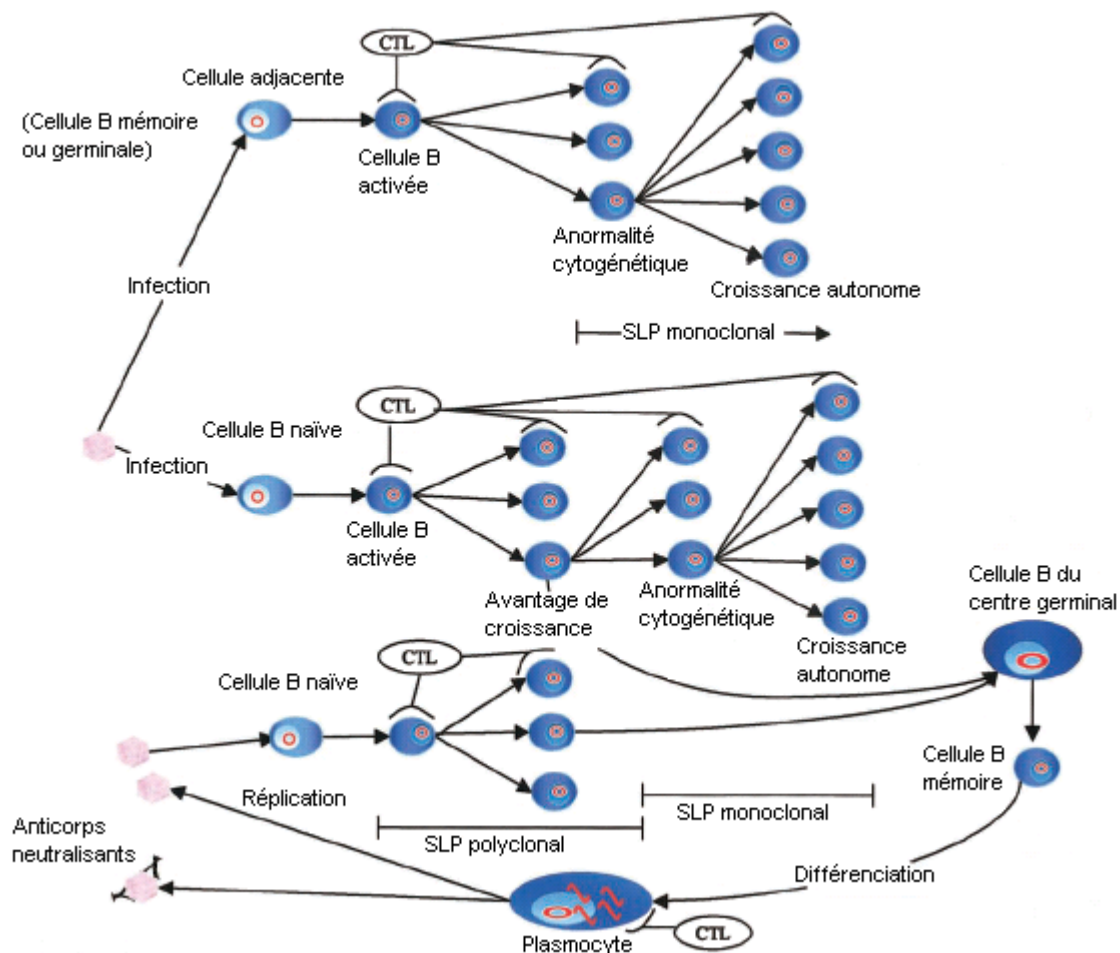 CTL
Cellule adjacente
(Cellule B mémoire
ou germinale)
Cellule B
activée
Anormalité
cytogénétique
Croissance autonome
Infection
SLP monoclonal
CTL
Cellule B naïve
Infection
Cellule B
activée
Avantage de
croissance
Anormalité
cytogénétique
Croissance
autonome
Cellule B du
centre germinal
CTL
Cellule B naïve
Cellule B
mémoire
Réplication
SLP monoclonal
SLP polyclonal
Anticorps
neutralisants
Différenciation
Plasmocyte
CTL